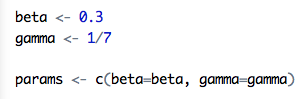 beta <- 0.3
gamma <- 1/7
params <- c(beta=beta, gamma=gamma)